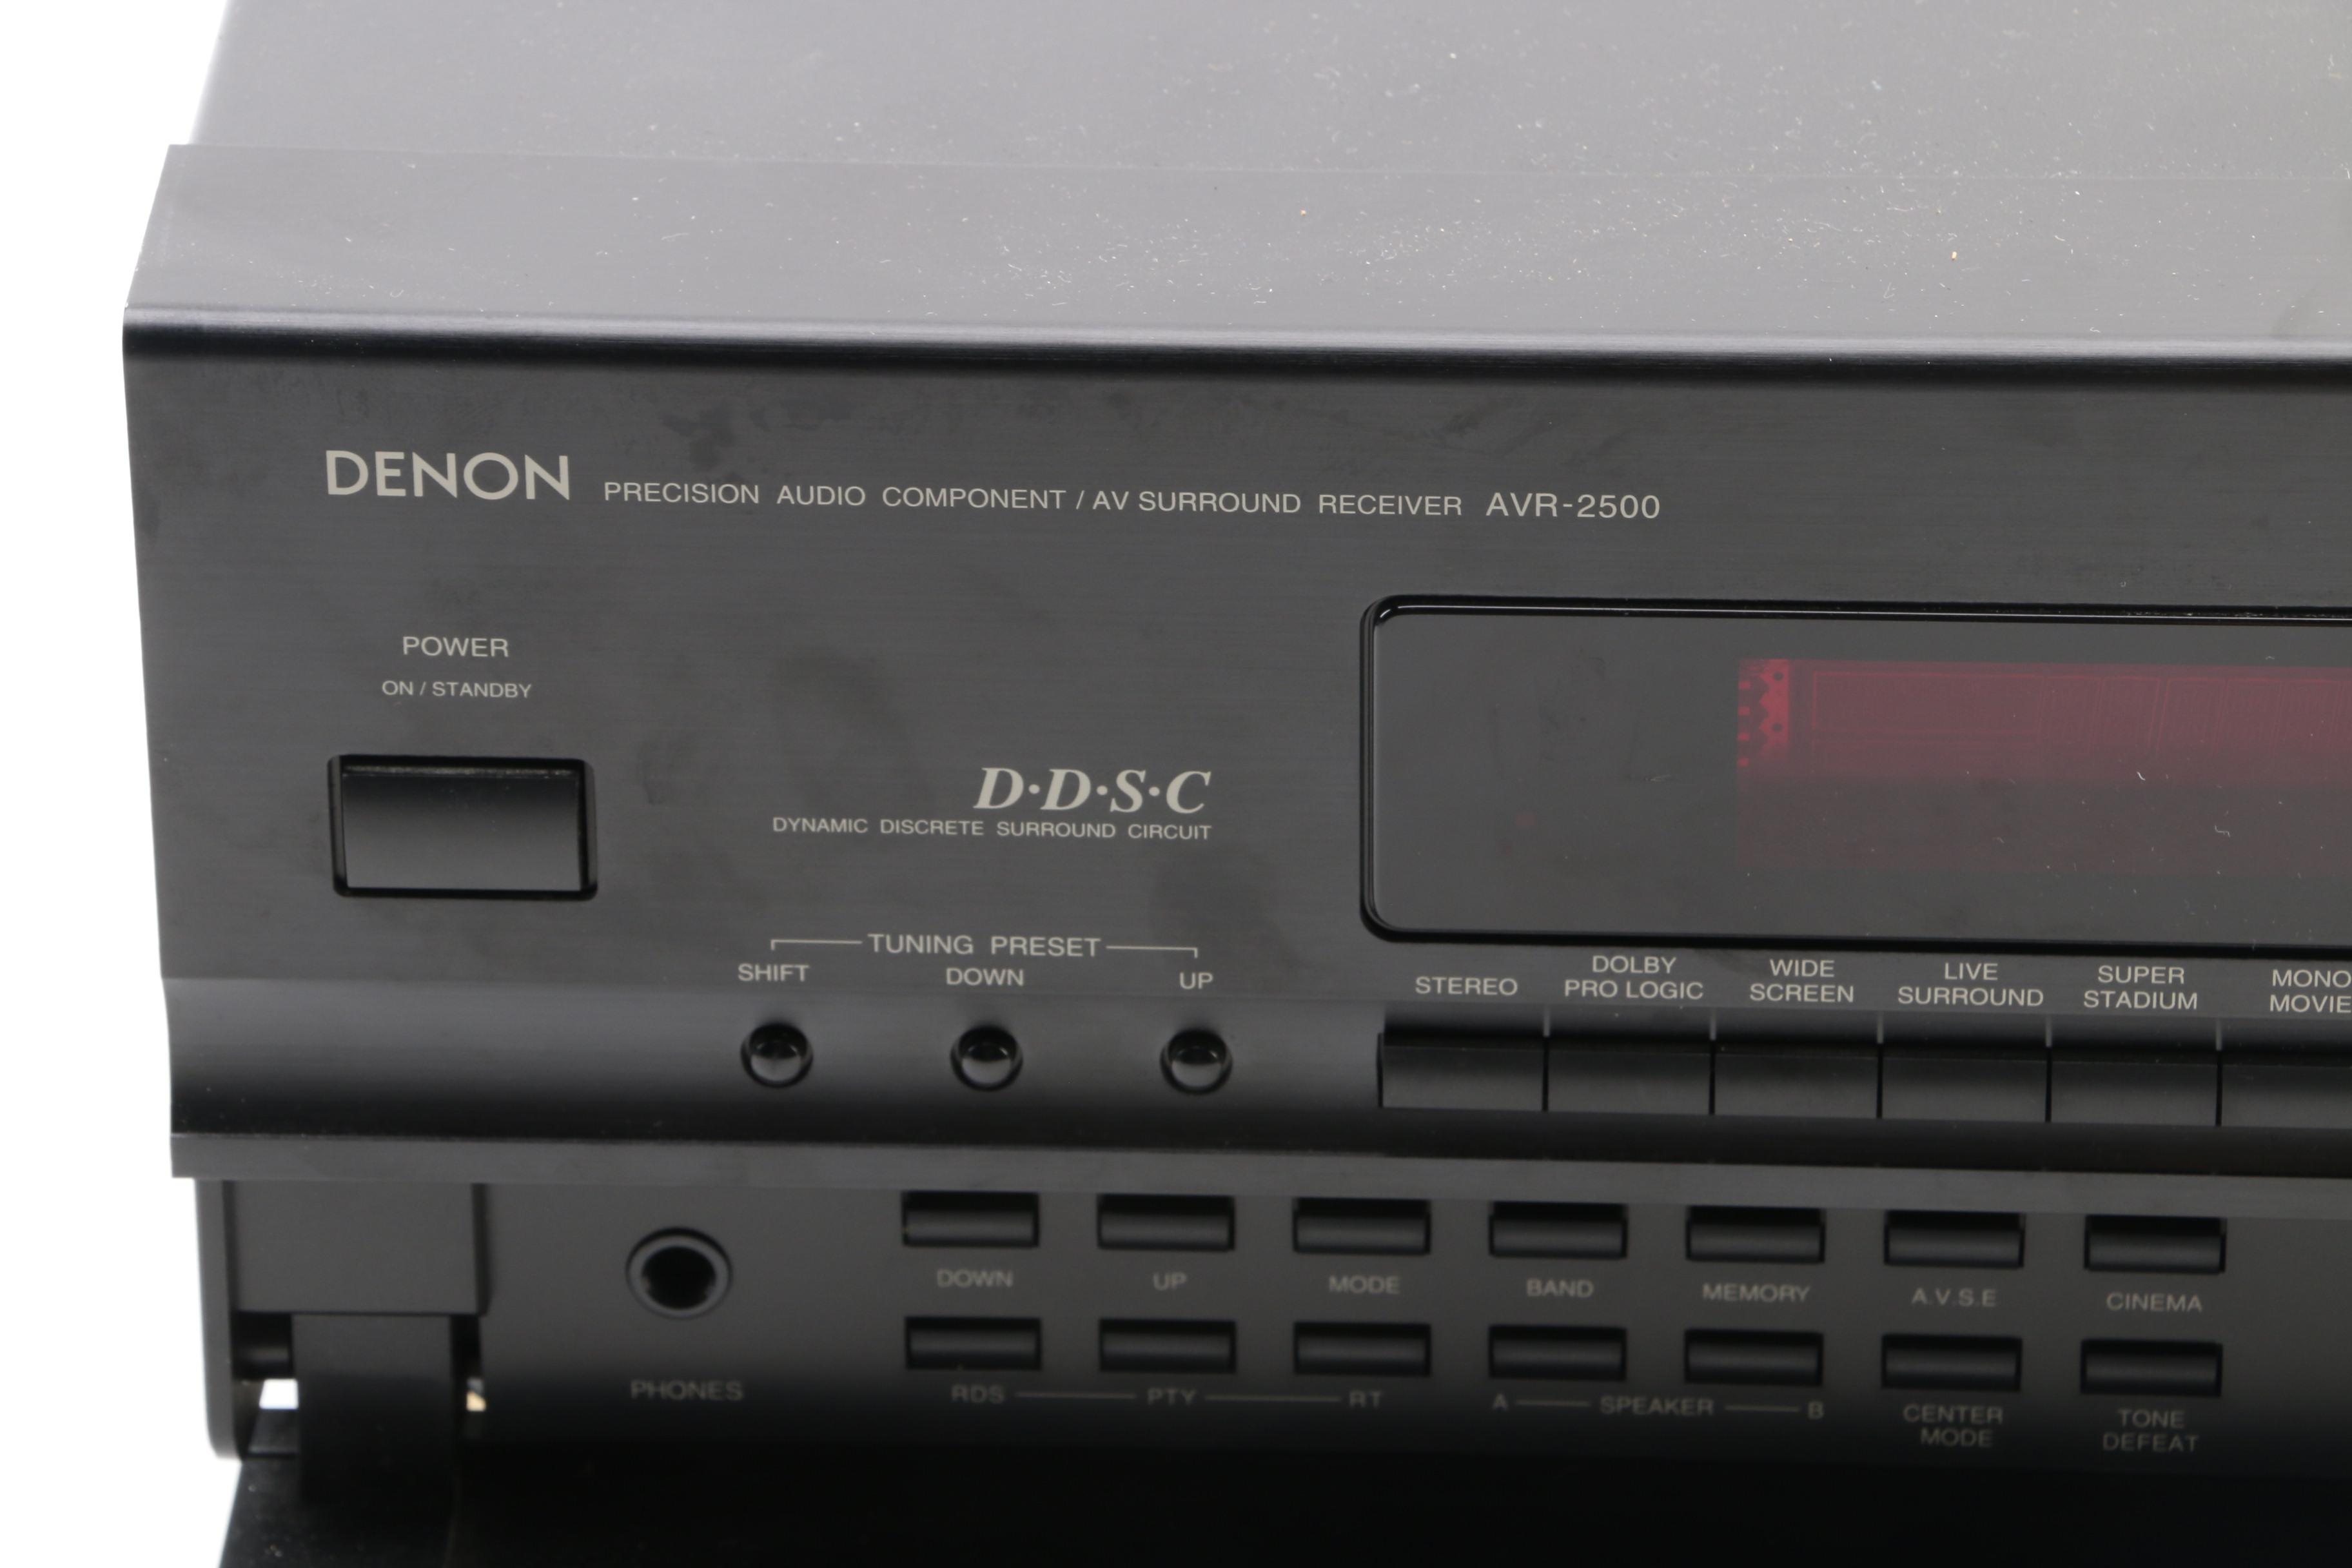 DENON PRECISION AUDIO COMPONENT / AV SURROUND RECEIVER AVR-2500
POWER
ON / STANDBY
D·D·S·C
DYNAMIC DISCRETE SURROUND CIRCUIT
TUNING PRESET
SHIFT DOWN UP
STEREO
DOLBY
PRO LOGIC
WIDE
SCREEN
LIVE
SURROUND
SUPER
STADIUM
MONO
MOVIE
DOWN UP MODE BAND MEMORY A.V.S.E CINEMA
PHONES
RDS PTY RT
A SPEAKER B
CENTER
MODE
TONE
DEFEAT